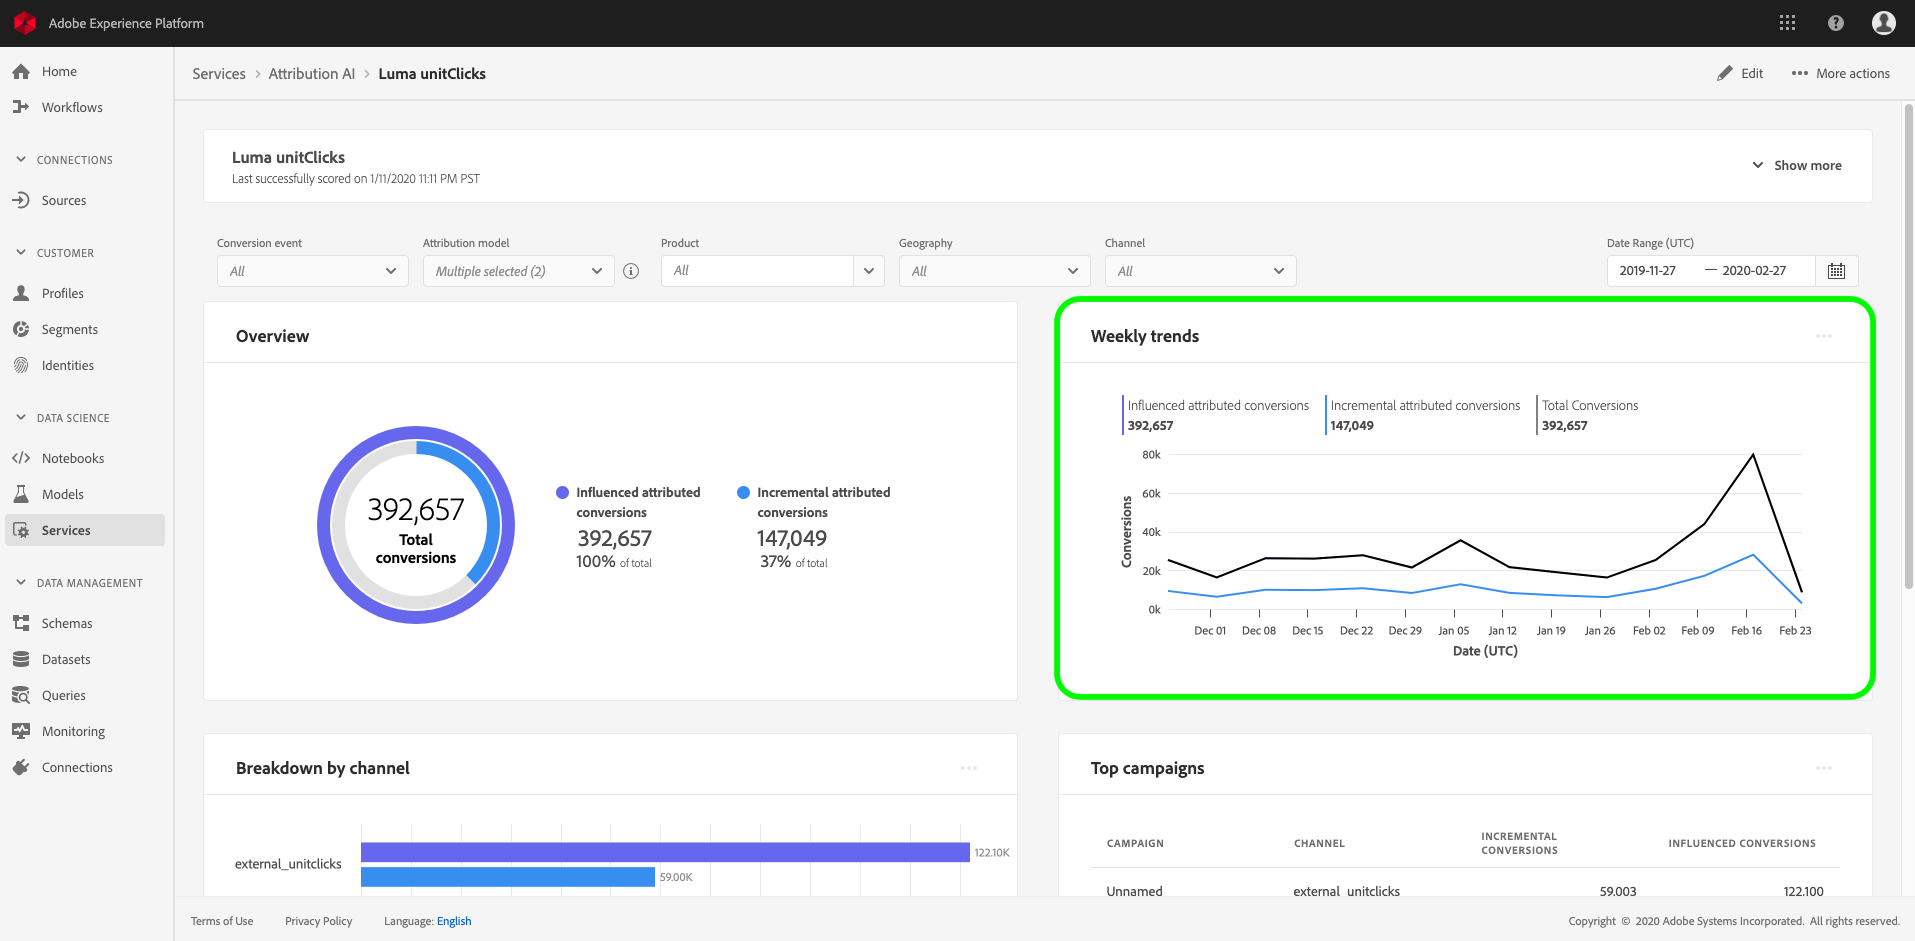 Adobe Experience Platform
Home
Workflows
CONNECTIONS
Sources
CUSTOMER
Profiles
Segments
Identities
DATA SCIENCE
Notebooks
Models
Services
DATA MANAGEMENT
Schemas
Datasets
Queries
Monitoring
Connections
Services > Attribution AI > Luma unitClicks
Edit
More actions
Luma unitClicks
Last successfully scored on 1/11/2020 11:11 PM PST
Show more
Conversion event
All
Attribution model
Multiple selected (2)
Product
All
Geography
All
Channel
All
Date Range (UTC)
2019-11-27 — 2020-02-27
Overview
392,657
Total
conversions
Influenced attributed
conversions
392,657
100% of total
Incremental attributed
conversions
147,049
37% of total
Weekly trends
Influenced attributed conversions
392,657
Incremental attributed conversions
147,049
Total Conversions
392,657
Conversions
80k
60k
40k
20k
0k
Dec 01 Dec 08 Dec 15 Dec 22 Dec 29 Jan 05 Jan 12 Jan 19 Jan 26 Feb 02 Feb 09 Feb 16 Feb 23
Date (UTC)
Breakdown by channel
external_unitclicks
122.10K
59.00K
Top campaigns
CAMPAIGN CHANNEL INCREMENTAL CONVERSIONS INFLUENCED CONVERSIONS
Unnamed external_unitclicks 59,003 122,100
Terms of Use
Privacy Policy
Language: English
Copyright © 2020 Adobe Systems Incorporated. All rights reserved.